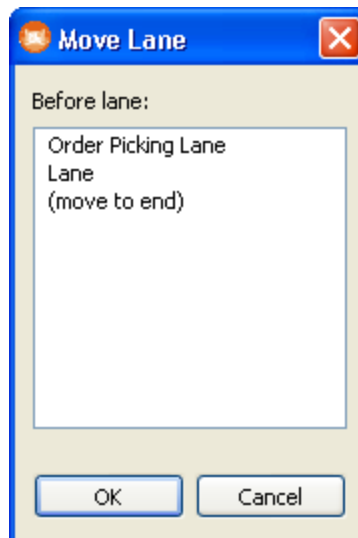 Move Lane
Before lane:
Order Picking Lane
Lane
(move to end)
OK
Cancel